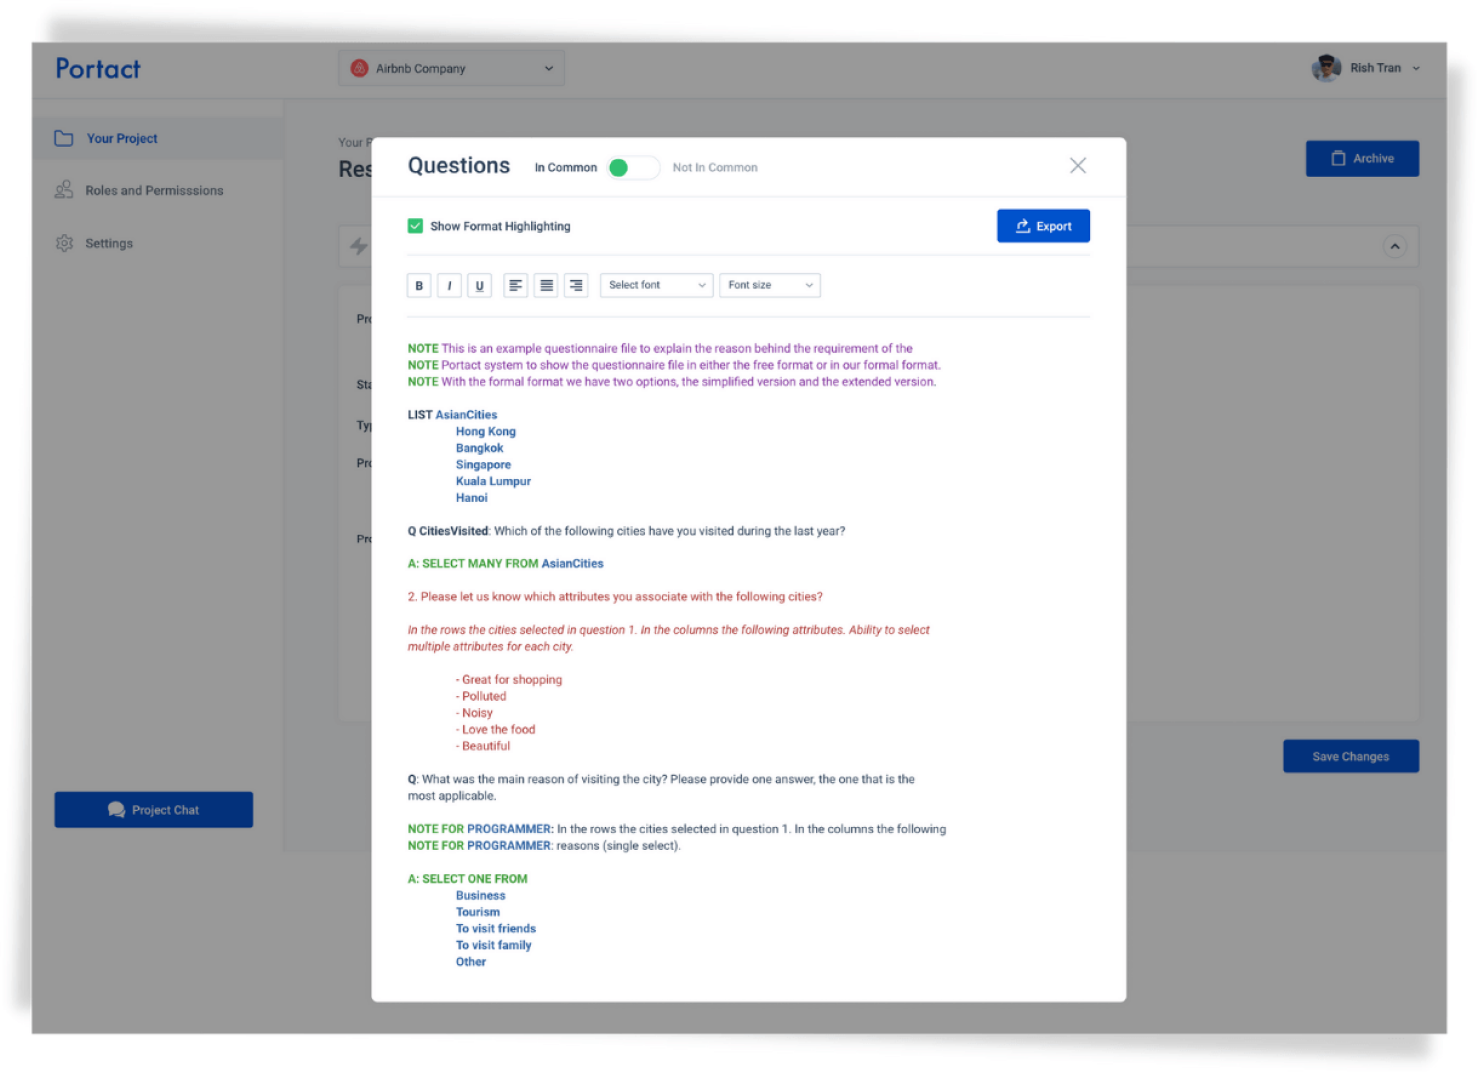 Portact
Airbnb Company
Rish Tran
Your Project
Roles and Permisssions
Settings
Project Chat
Your P
Res
Archive
Questions
In Common
Not In Common
Show Format Highlighting
Export
B I U
Select font
Font size
NOTE This is an example questionnaire file to explain the reason behind the requirement of the
NOTE Portact system to show the questionnaire file in either the free format or in our formal format.
NOTE With the formal format we have two options, the simplified version and the extended version.
LIST AsianCities
Hong Kong
Bangkok
Singapore
Kuala Lumpur
Hanoi
Q CitiesVisited: Which of the following cities have you visited during the last year?
A: SELECT MANY FROM AsianCities
2. Please let us know which attributes you associate with the following cities?
In the rows the cities selected in question 1. In the columns the following attributes. Ability to select
multiple attributes for each city.
- Great for shopping
- Polluted
- Noisy
- Love the food
- Beautiful
Q: What was the main reason of visiting the city? Please provide one answer, the one that is the
most applicable.
NOTE FOR PROGRAMMER: In the rows the cities selected in question 1. In the columns the following
NOTE FOR PROGRAMMER: reasons (single select).
A: SELECT ONE FROM
Business
Tourism
To visit friends
To visit family
Other
Save Changes